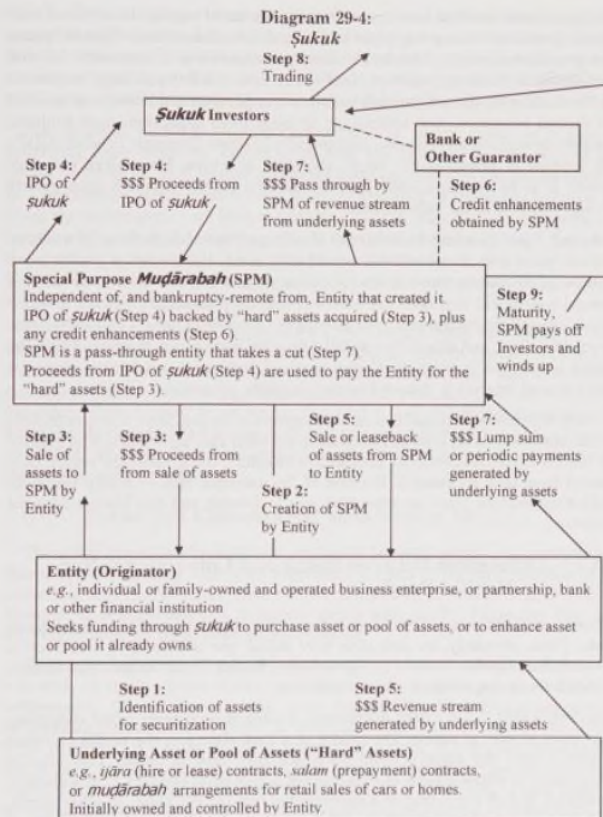 Diagram 29-4:
Ṣukuk
Step 8:
Trading
Ṣukuk Investors
Bank or
Other Guarantor
Step 4:
IPO of
ṣukuk
Step 4:
$$$ Proceeds from
IPO of ṣukuk
Step 7:
$$$ Pass through by
SPM of revenue stream
from underlying assets
Step 6:
Credit enhancements
obtained by SPM
Special Purpose Muḍārabah (SPM)
Independent of, and bankruptcy-remote from, Entity that created it.
IPO of ṣukuk (Step 4) backed by “hard” assets acquired (Step 3), plus
any credit enhancements (Step 6).
SPM is a pass-through entity that takes a cut (Step 7).
Proceeds from IPO of ṣukuk (Step 4) are used to pay the Entity for the
“hard” assets (Step 3).
Step 9:
Maturity,
SPM pays off
Investors and
winds up
Step 3:
Sale of
assets to
SPM by
Entity
Step 3:
$$$ Proceeds from
from sale of assets
Step 2:
Creation of SPM
by Entity
Step 5:
Sale or leaseback
of assets from SPM
to Entity
Step 7:
$$$ Lump sum
or periodic payments
generated by
underlying assets
Entity (Originator)
e.g., individual or family-owned and operated business enterprise, or partnership, bank
or other financial institution
Seeks funding through ṣukuk to purchase asset or pool of assets, or to enhance asset
or pool it already owns.
Step 1:
Identification of assets
for securitization
Step 5:
$$$ Revenue stream
generated by underlying assets
Underlying Asset or Pool of Assets (“Hard” Assets)
e.g., ijāra (hire or lease) contracts, salam (prepayment) contracts,
or muḍārabah arrangements for retail sales of cars or homes.
Initially owned and controlled by Entity.